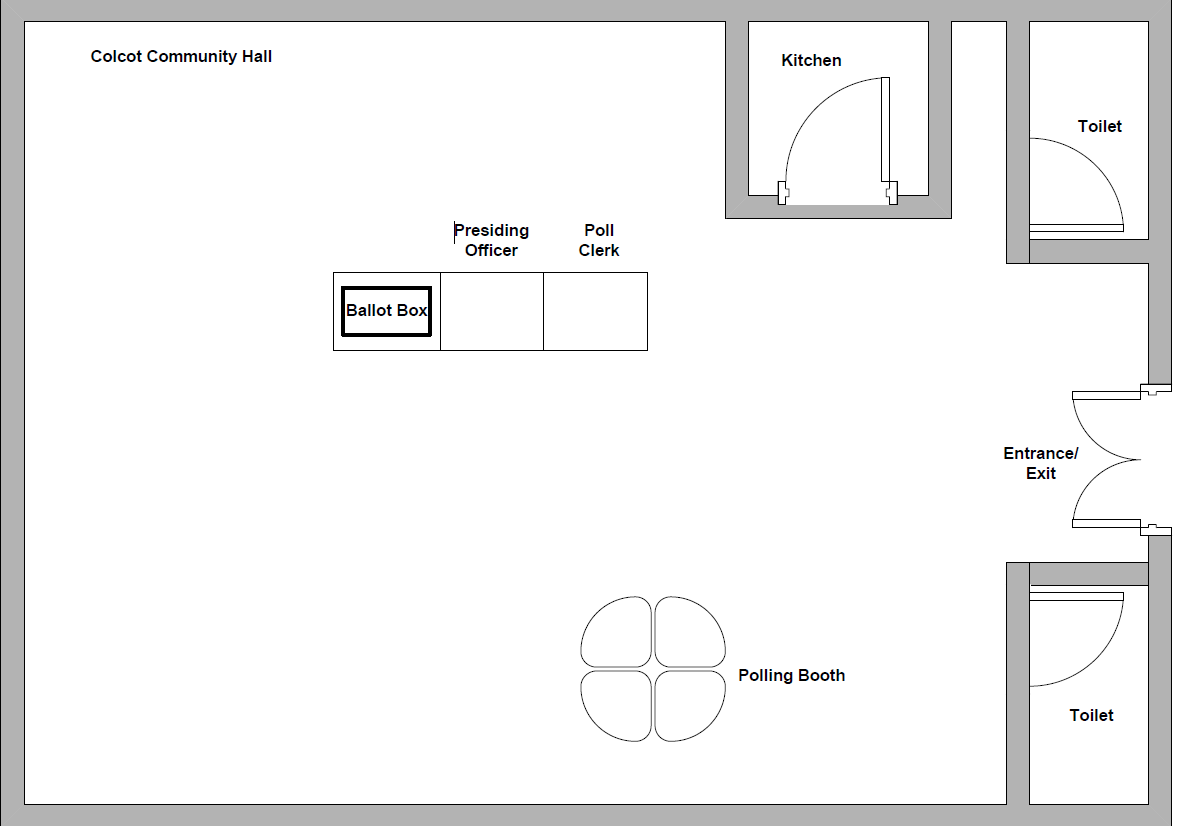 Colcot Community Hall
Kitchen
Toilet
Presiding
Officer
Poll
Clerk
Ballot Box
Entrance/
Exit
Polling Booth
Toilet